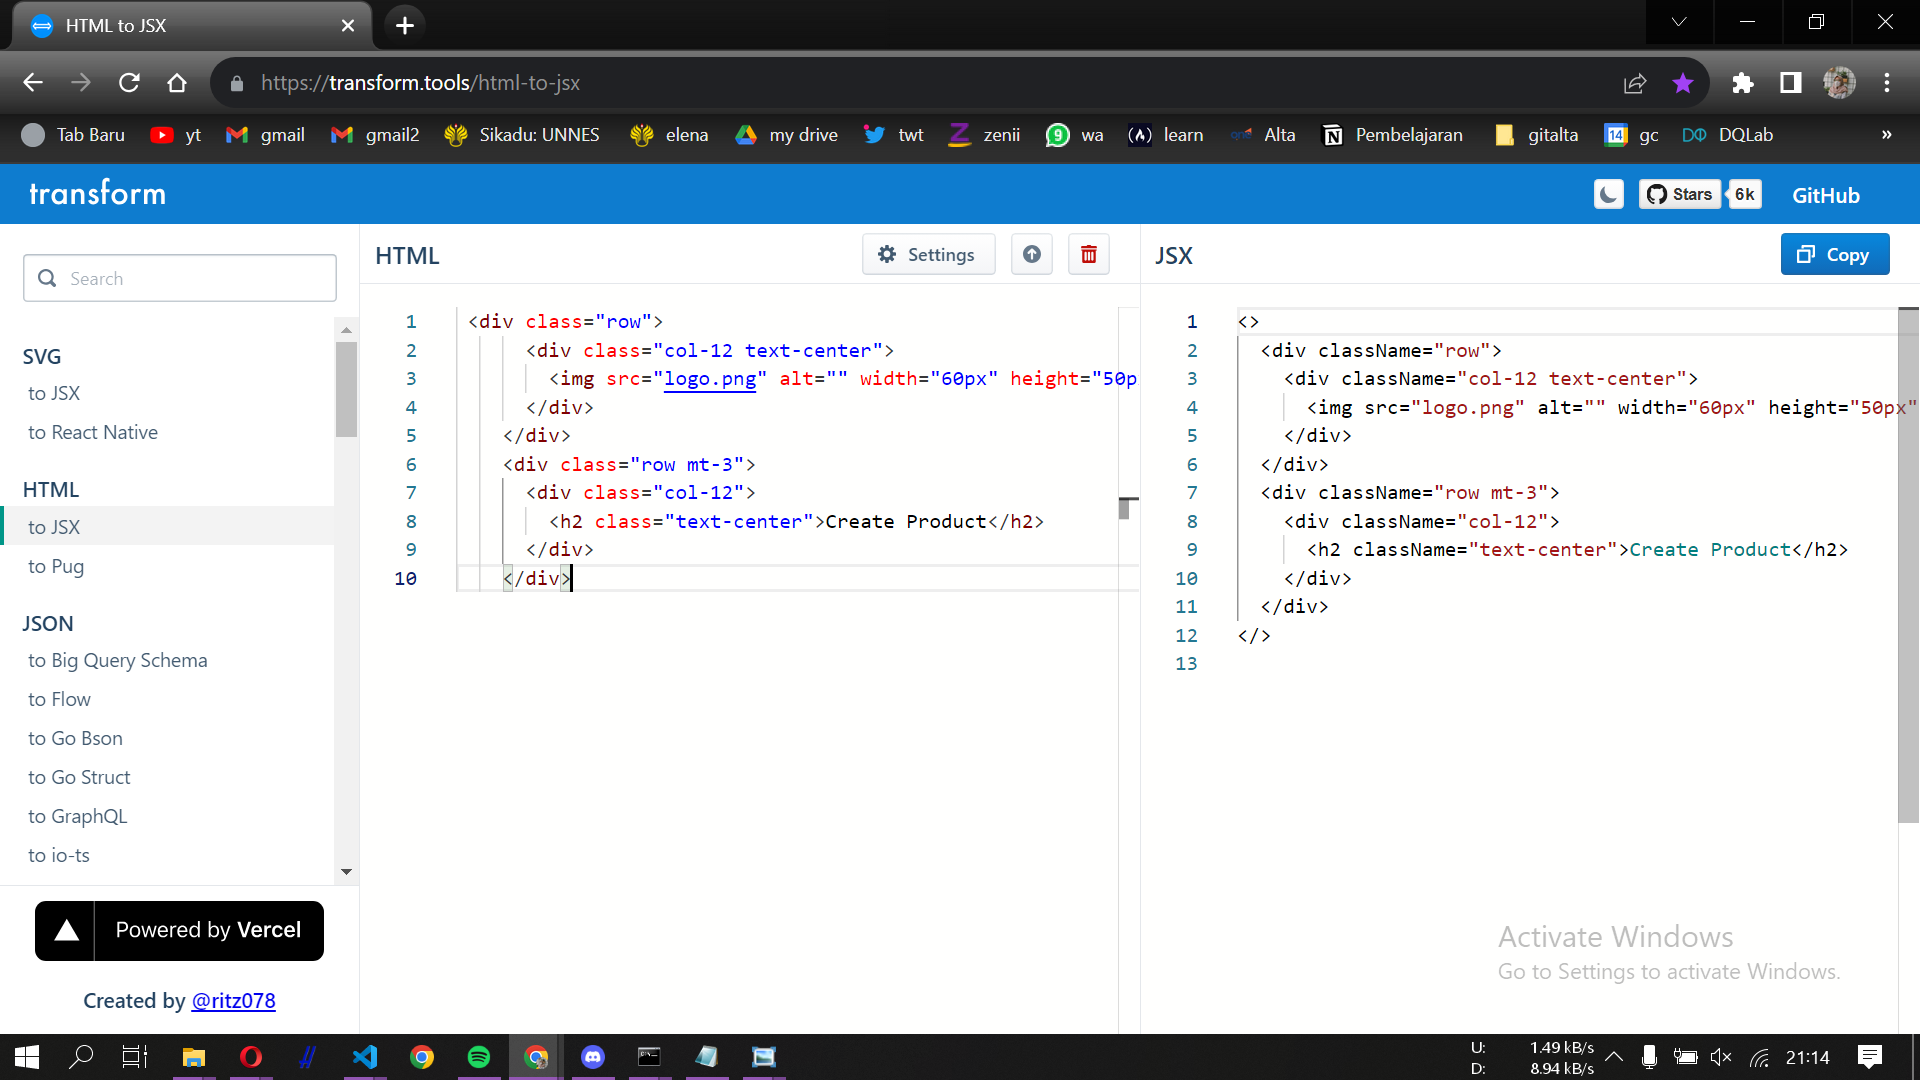 HTML to JSX
https://transform.tools/html-to-jsx
Tab Baru yt gmail gmail2 Sikadu: UNNES elena my drive twt zenii 9 wa learn Alta Pembelajaran gitalta 14 gc DQLab »
transform
Stars 6k GitHub
Search
SVG
to JSX
to React Native
HTML
to JSX
to Pug
JSON
to Big Query Schema
to Flow
to Go Bson
to Go Struct
to GraphQL
to io-ts
Powered by Vercel
Created by @ritz078
HTML Settings
1 <div class="row">
2 <div class="col-12 text-center">
3 <img src="logo.png" alt="" width="60px" height="50p
4 </div>
5 </div>
6 <div class="row mt-3">
7 <div class="col-12">
8 <h2 class="text-center">Create Product</h2>
9 </div>
10 </div>
JSX Copy
1 <>
2 <div className="row">
3 <div className="col-12 text-center">
4 <img src="logo.png" alt="" width="60px" height="50px"
5 </div>
6 </div>
7 <div className="row mt-3">
8 <div className="col-12">
9 <h2 className="text-center">Create Product</h2>
10 </div>
11 </div>
12 </>
13
Activate Windows
Go to Settings to activate Windows.
U: 1.49 kB/s
D: 8.94 kB/s
21:14